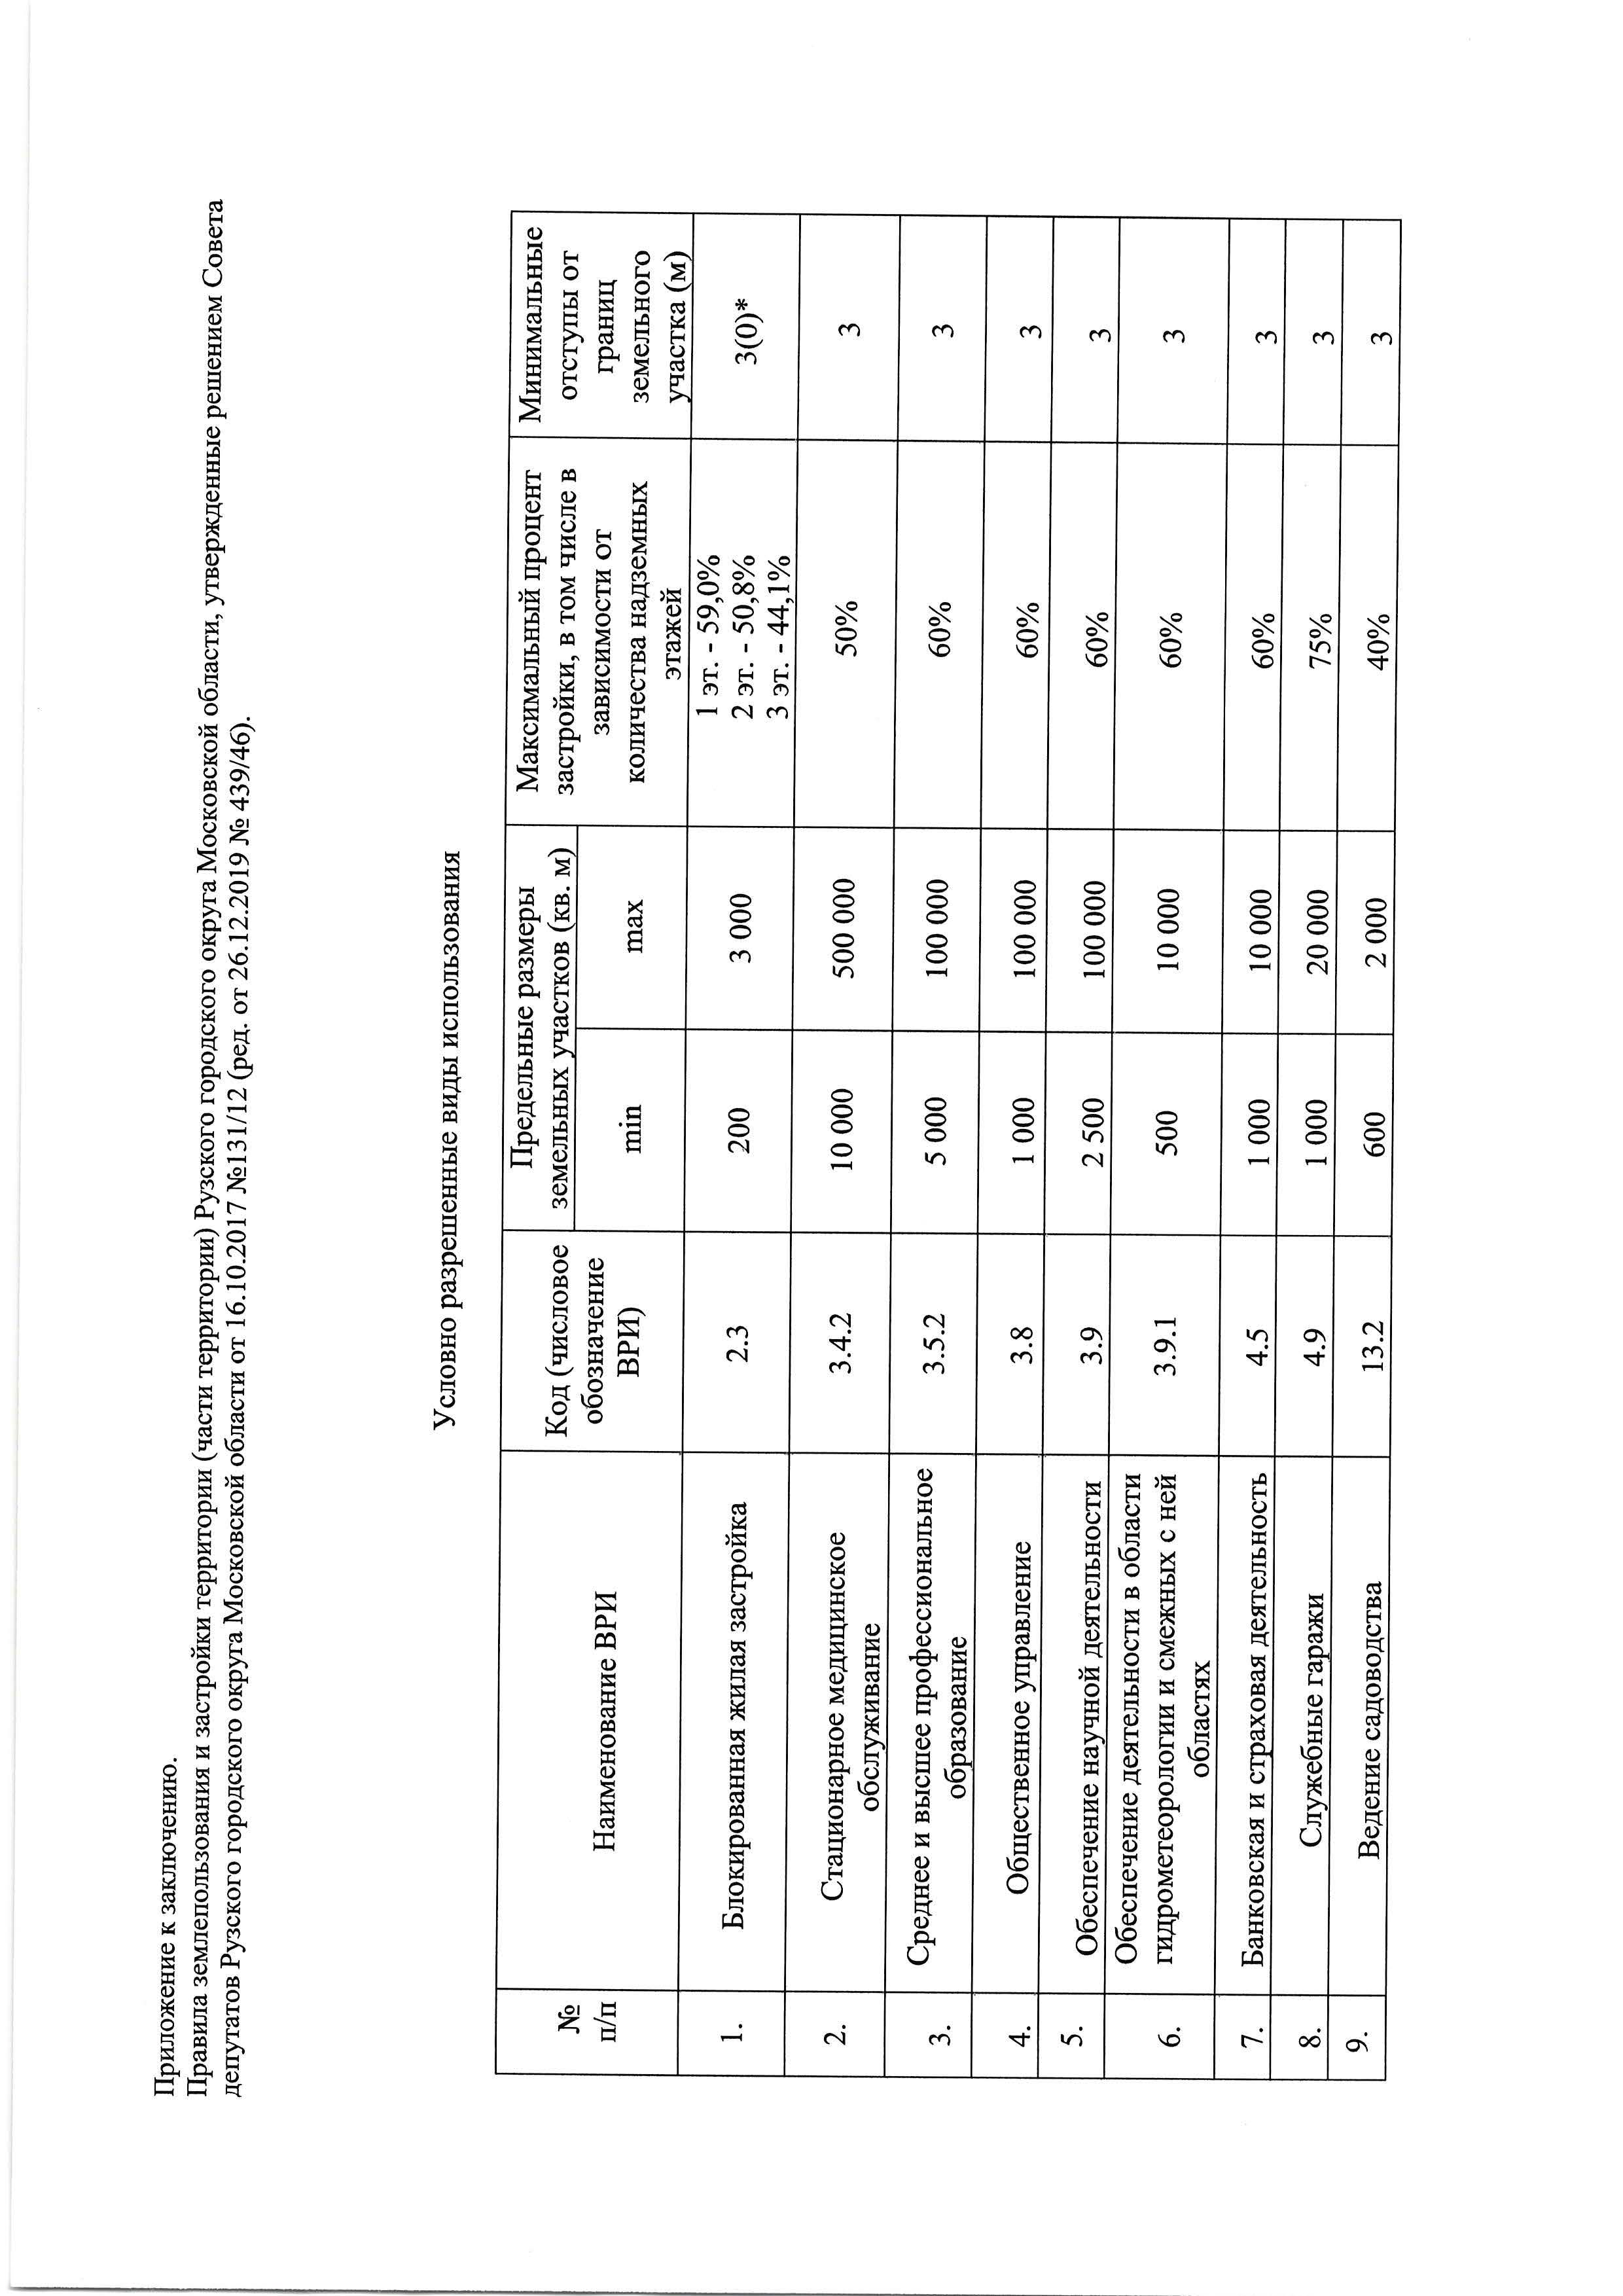 Приложение к заключению.
Правила землепользования и застройки территории (части территории) Рузского городского округа Московской области, утвержденные решением Совета
депутатов Рузского городского округа Московской области от 16.10.2017 №131/12 (ред. от 26.12.2019 № 439/46).
Условно разрешенные виды использования
№
п/п
Наименование ВРИ
Код (числовое
обозначение
ВРИ)
Предельные размеры
земельных участков (кв. м)
min
max
Максимальный процент
застройки, в том числе в
зависимости от
количества надземных
этажей
Минимальные
отступы от
границ
земельного
участка (м)
1.
Блокированная жилая застройка
2.3
200
3 000
1 эт. - 59,0%
2 эт. - 50,8%
3 эт. - 44,1%
3(0)*
2.
Стационарное медицинское
обслуживание
3.4.2
10 000
500 000
50%
3
3.
Среднее и высшее профессиональное
образование
3.5.2
5 000
100 000
60%
3
4.
Общественное управление
3.8
1 000
100 000
60%
3
5.
Обеспечение научной деятельности
3.9
2 500
100 000
60%
3
6.
Обеспечение деятельности в области
гидрометеорологии и смежных с ней
областях
3.9.1
500
10 000
60%
3
7.
Банковская и страховая деятельность
4.5
1 000
10 000
60%
3
8.
Служебные гаражи
4.9
1 000
20 000
75%
3
9.
Ведение садоводства
13.2
600
2 000
40%
3